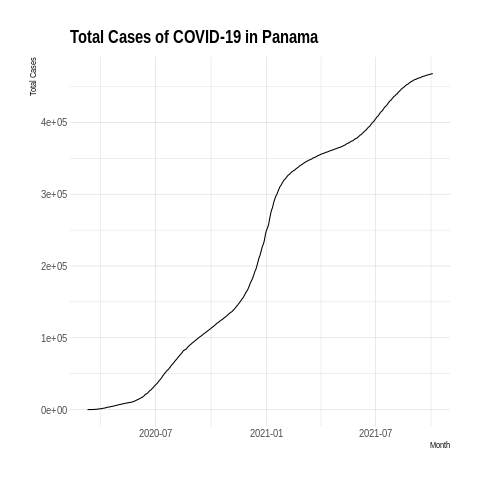 Total Cases of COVID-19 in Panama
Total Cases
4e+05
3e+05
2e+05
1e+05
0e+00
2020-07 2021-01 2021-07
Month